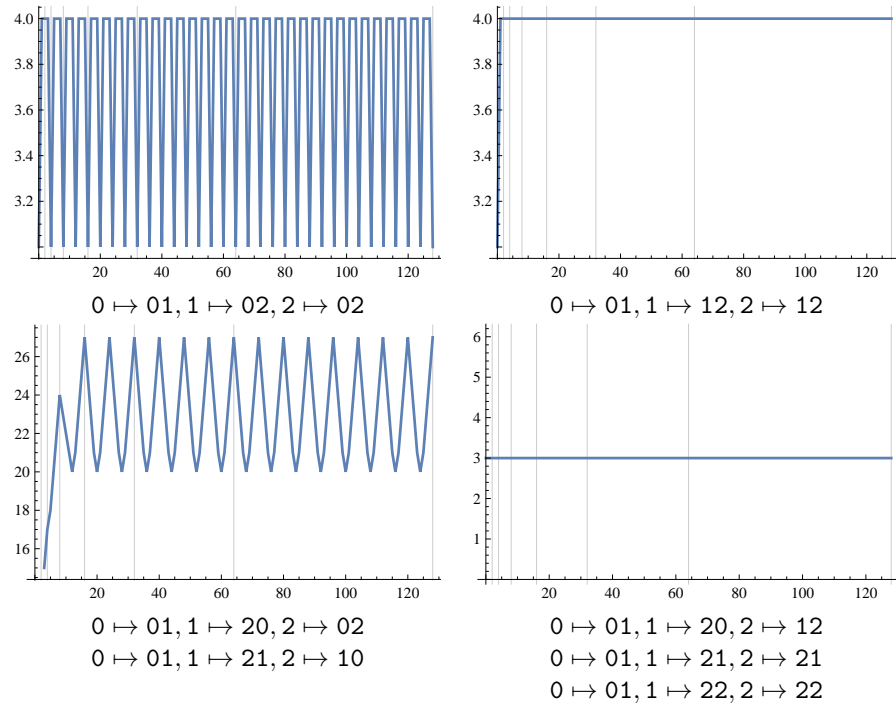 4.0
3.8
3.6
3.4
3.2
20 40 60 80 100 120
0 ↦ 01, 1 ↦ 02, 2 ↦ 02
4.0
3.8
3.6
3.4
3.2
20 40 60 80 100 120
0 ↦ 01, 1 ↦ 12, 2 ↦ 12
26
24
22
20
18
16
20 40 60 80 100 120
0 ↦ 01, 1 ↦ 20, 2 ↦ 02
0 ↦ 01, 1 ↦ 21, 2 ↦ 10
6
5
4
3
2
1
20 40 60 80 100 120
0 ↦ 01, 1 ↦ 20, 2 ↦ 12
0 ↦ 01, 1 ↦ 21, 2 ↦ 21
0 ↦ 01, 1 ↦ 22, 2 ↦ 22